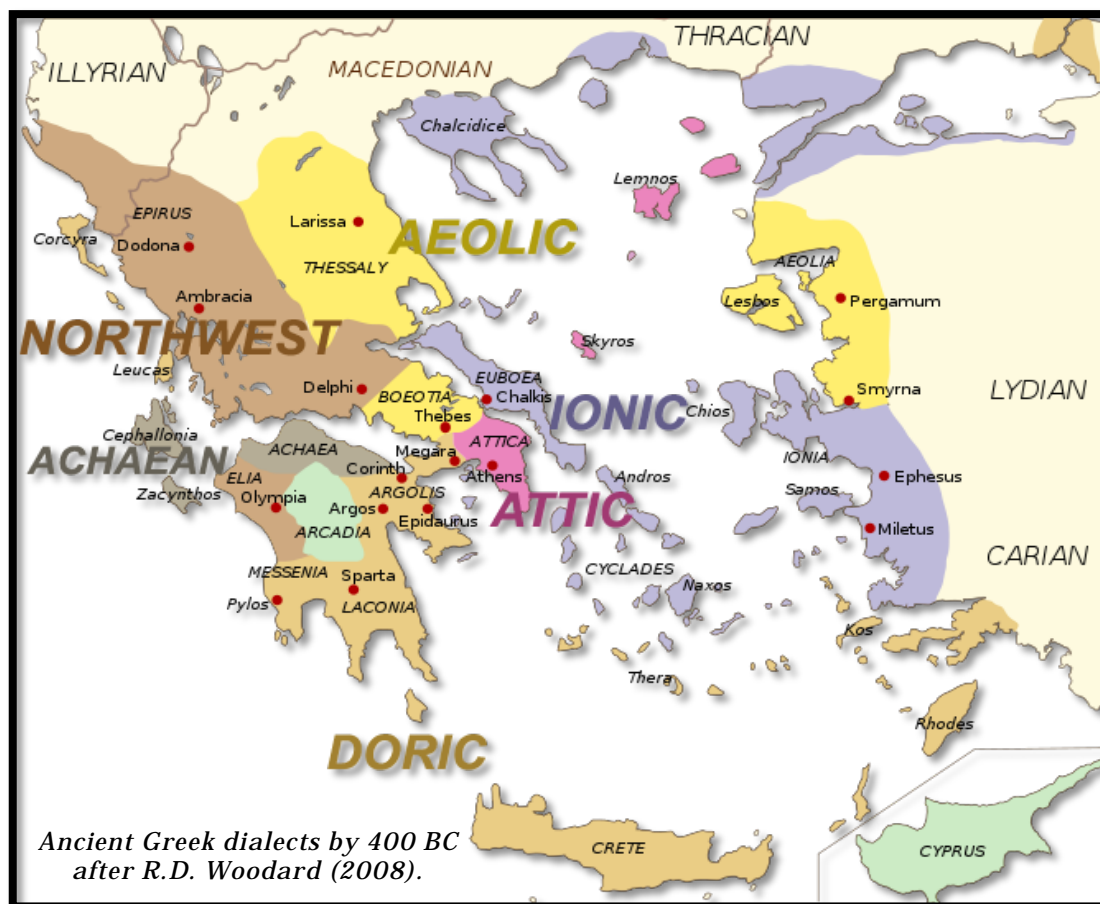 THRACIAN
ILLYRIAN
MACEDONIAN
Chalcidice
Lemnos
EPIRUS
Larissa
AEOLIC
Corcyra
Dodona
THESSALY
AEOLIA
Ambracia
Lesbos
Pergamum
NORTHWEST
Skyros
Leucas
Delphi
EUBOEA
BOEOTIA
Chalkis
Smyrna
LYDIAN
IONIC
Chios
Thebes
Cephallonia
ACHAEA
ATTICA
Megara
IONIA
ACHAEAN
Corinth
Athens
Andros
Ephesus
ELIA
Zacynthos
Olympia
ARGOLIS
Samos
Argos
Epidaurus
ATTIC
Miletus
ARCADIA
CARIAN
MESSENIA
Sparta
CYCLADES
Naxos
Pylos
LACONIA
Kos
Thera
Rhodes
DORIC
Ancient Greek dialects by 400 BC
after R.D. Woodard (2008).
CRETE
CYPRUS